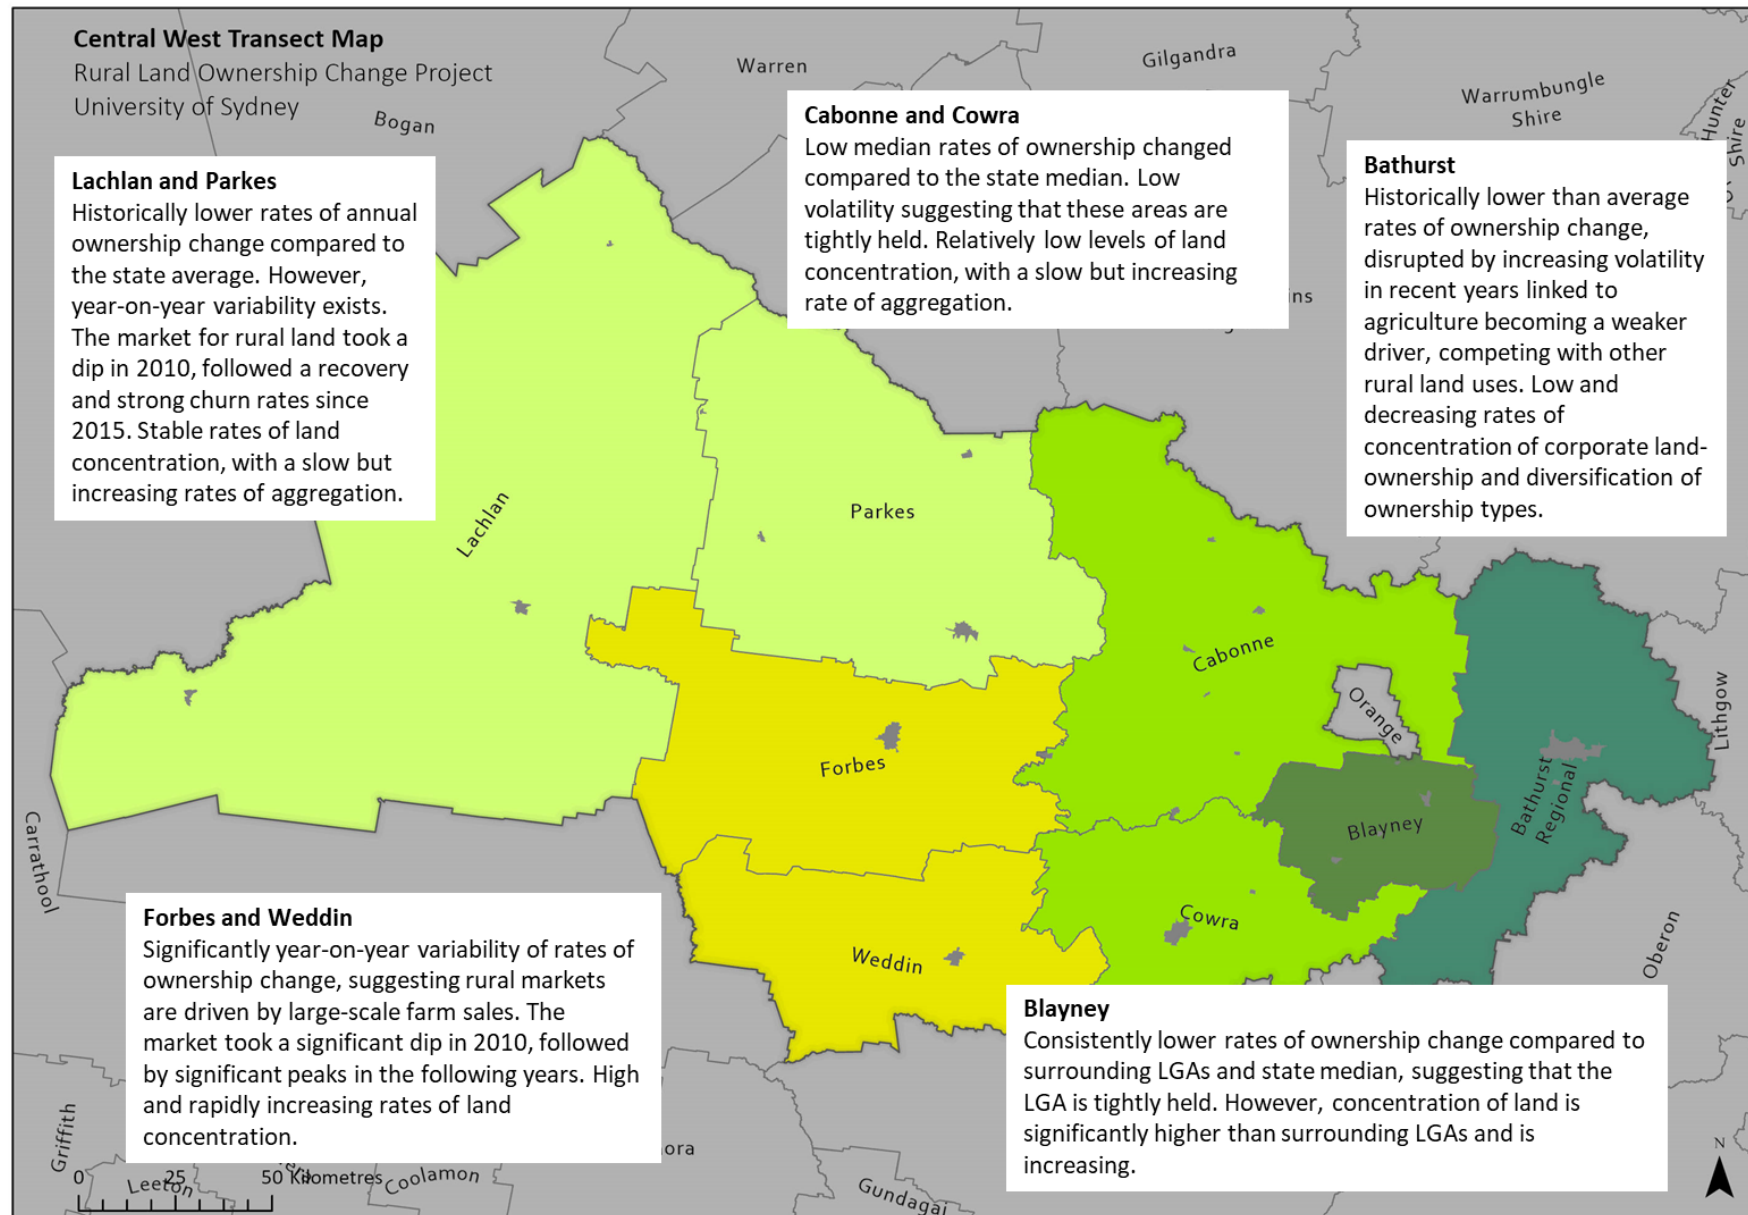 Central West Transect Map
Rural Land Ownership Change Project
University of Sydney
Bogan
Warren
Gilgandra
Warrumbungle
Shire
Hunter
Shire
Lachlan and Parkes
Historically lower rates of annual
ownership change compared to
the state average. However,
year-on-year variability exists.
The market for rural land took a
dip in 2010, followed a recovery
and strong churn rates since
2015. Stable rates of land
concentration, with a slow but
increasing rates of aggregation.
Cabonne and Cowra
Low median rates of ownership changed
compared to the state median. Low
volatility suggesting that these areas are
tightly held. Relatively low levels of land
concentration, with a slow but increasing
rate of aggregation.
Bathurst
Historically lower than average
rates of ownership change,
disrupted by increasing volatility
in recent years linked to
agriculture becoming a weaker
driver, competing with other
rural land uses. Low and
decreasing rates of
concentration of corporate land-
ownership and diversification of
ownership types.
ins
Lachlan
Parkes
Cabonne
Orange
Forbes
Blayney
Bathurst
Regional
Lithgow
Cowra
Weddin
Oberon
Carrathool
Forbes and Weddin
Significantly year-on-year variability of rates of
ownership change, suggesting rural markets
are driven by large-scale farm sales. The
market took a significant dip in 2010, followed
by significant peaks in the following years. High
and rapidly increasing rates of land
concentration.
Blayney
Consistently lower rates of ownership change compared to
surrounding LGAs and state median, suggesting that the
LGA is tightly held. However, concentration of land is
significantly higher than surrounding LGAs and is
increasing.
Griffith
ora
0 25 50 Kilometres
Leeton
Coolamon
Gundagai
N